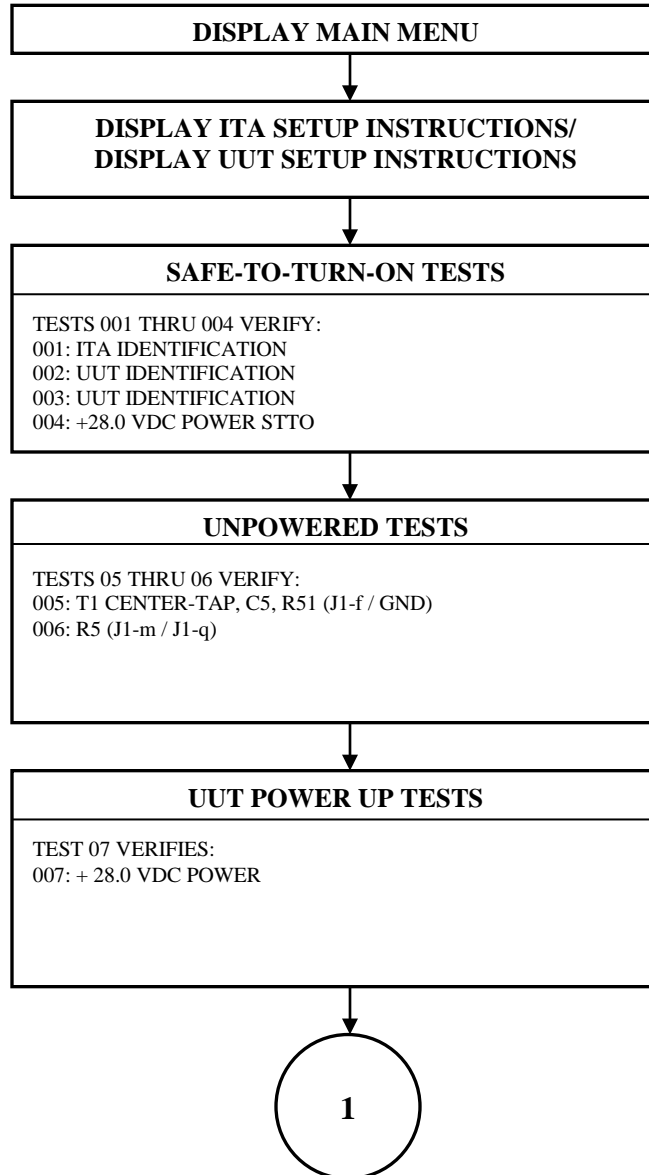 DISPLAY MAIN MENU
DISPLAY ITA SETUP INSTRUCTIONS/
DISPLAY UUT SETUP INSTRUCTIONS
SAFE-TO-TURN-ON TESTS
TESTS 001 THRU 004 VERIFY:
001: ITA IDENTIFICATION
002: UUT IDENTIFICATION
003: UUT IDENTIFICATION
004: +28.0 VDC POWER STTO
UNPOWERED TESTS
TESTS 05 THRU 06 VERIFY:
005: T1 CENTER-TAP, C5, R51 (J1-f / GND)
006: R5 (J1-m / J1-q)
UUT POWER UP TESTS
TEST 07 VERIFIES:
007: + 28.0 VDC POWER
1